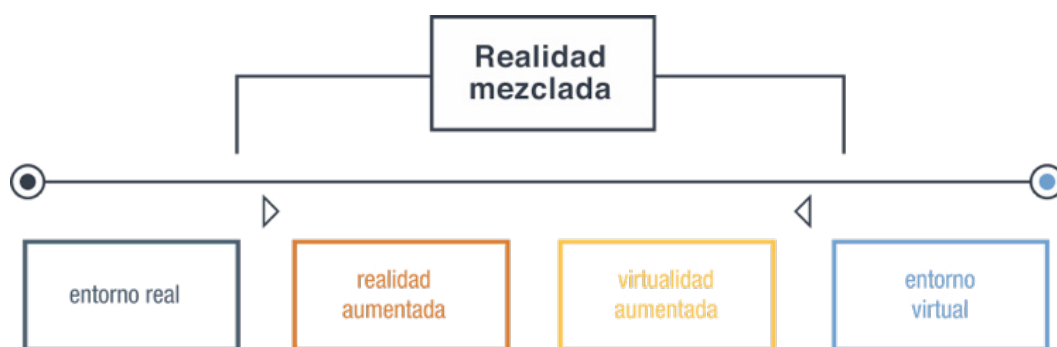 Realidad
mezclada
entorno real
realidad
aumentada
virtualidad
aumentada
entorno
virtual